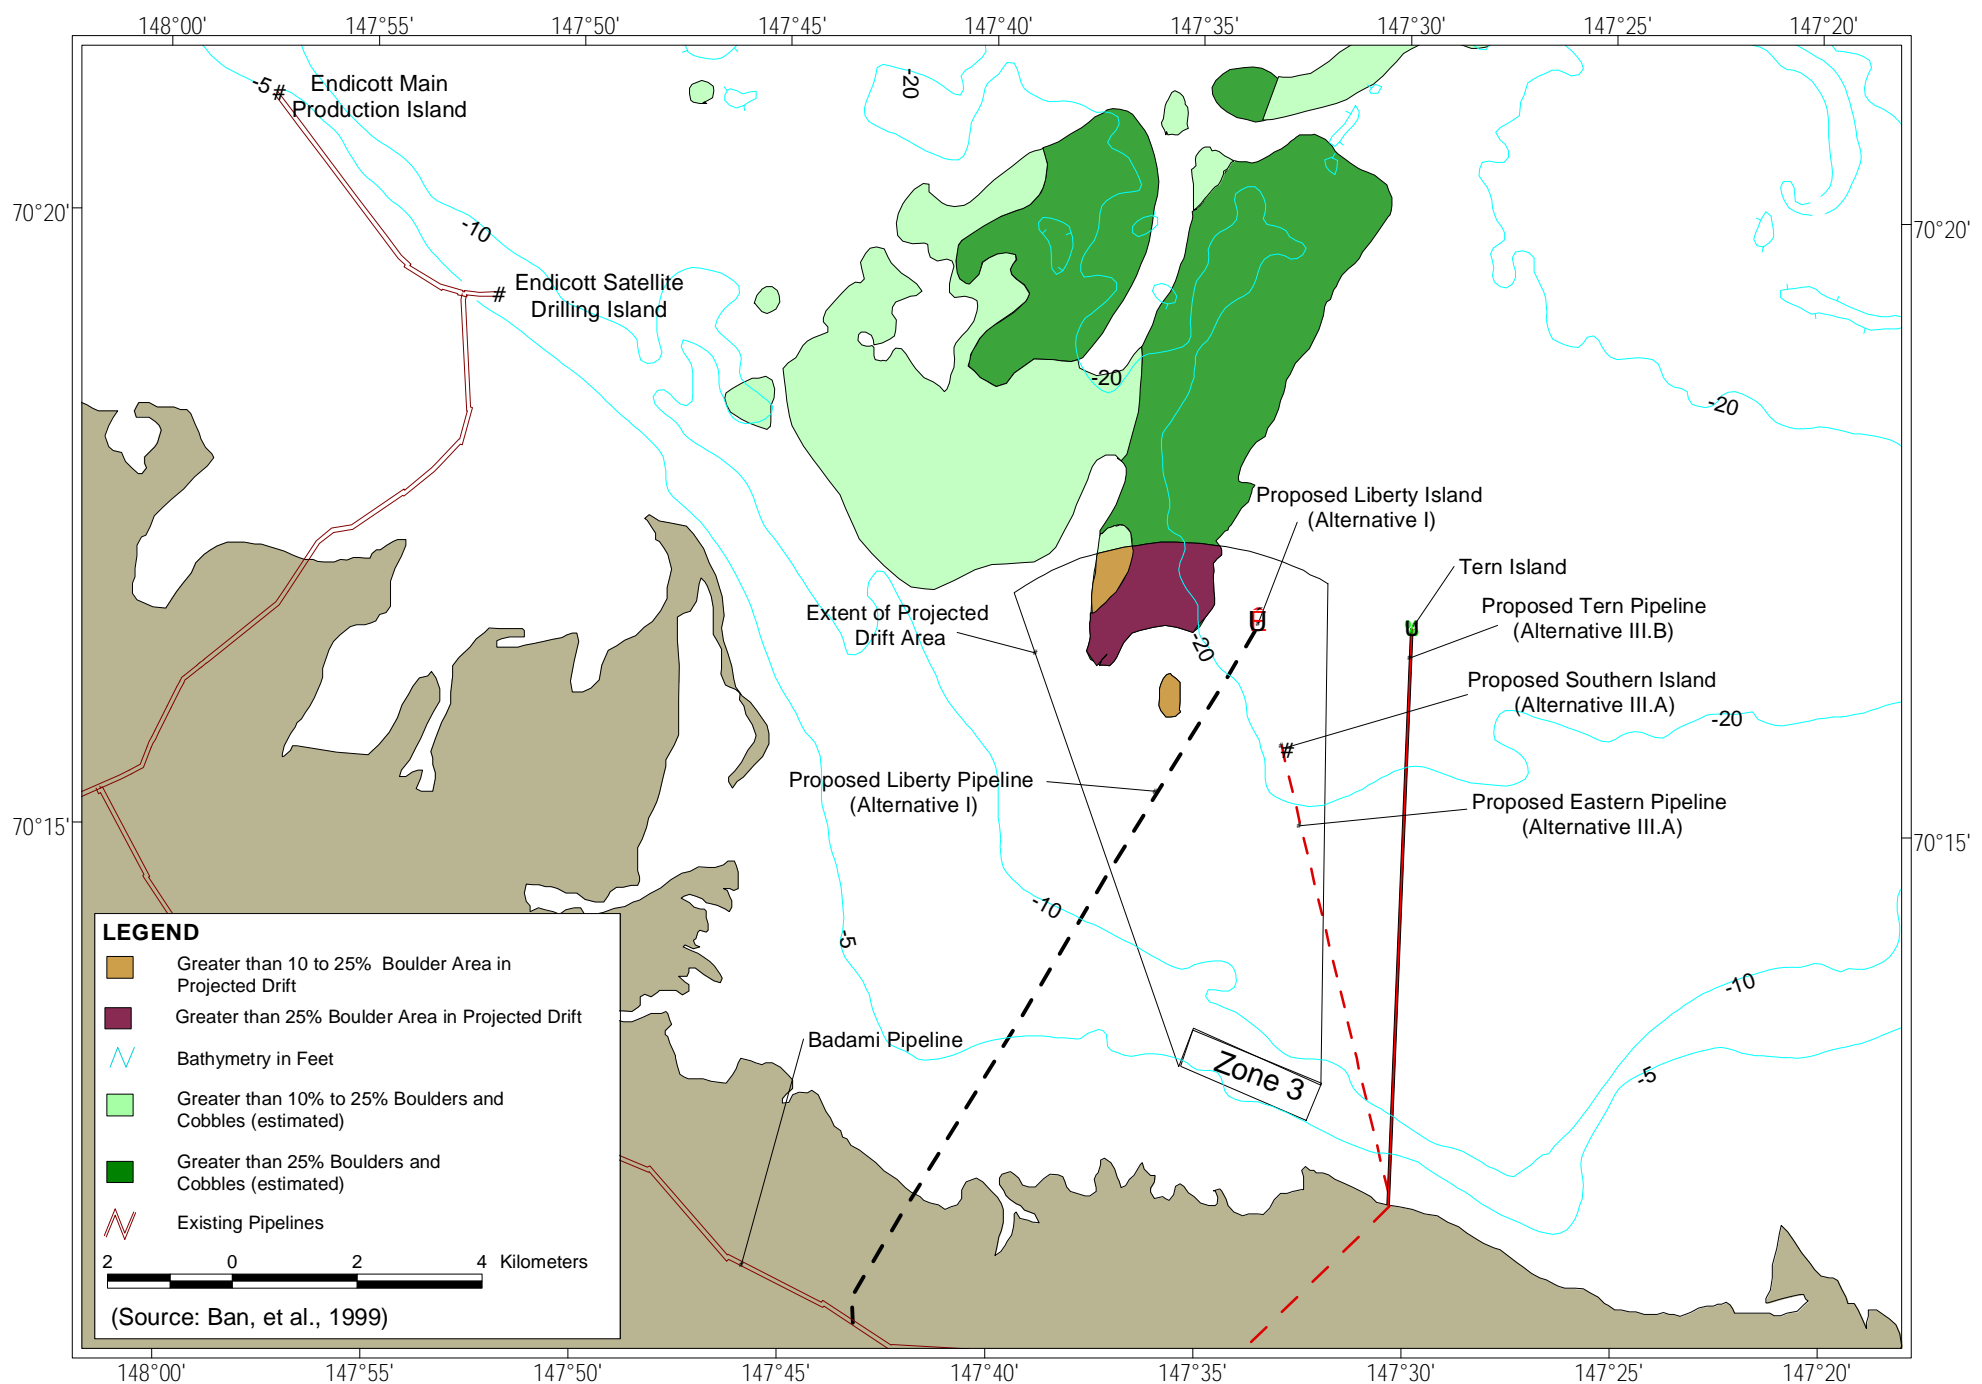 148°00' 147°55' 147°50' 147°45' 147°40' 147°35' 147°30' 147°25' 147°20'
-5
Endicott Main
Production Island
#
-20
70°20'
70°20'
-10
#
Endicott Satellite
Drilling Island
-20
-20
Proposed Liberty Island
(Alternative I)
Tern Island
Extent of Projected
Drift Area
Proposed Tern Pipeline
(Alternative III.B)
U
U
-20
Proposed Southern Island
(Alternative III.A)
-20
#
Proposed Liberty Pipeline
(Alternative I)
Proposed Eastern Pipeline
(Alternative III.A)
70°15'
70°15'
-10
-5
-10
Badami Pipeline
Zone 3
-5
LEGEND
Greater than 10 to 25% Boulder Area in
Projected Drift
Greater than 25% Boulder Area in Projected Drift
Bathymetry in Feet
Greater than 10% to 25% Boulders and
Cobbles (estimated)
Greater than 25% Boulders and
Cobbles (estimated)
Existing Pipelines
2 0 2 4 Kilometers
(Source: Ban, et al., 1999)
148°00' 147°55' 147°50' 147°45' 147°40' 147°35' 147°30' 147°25' 147°20'